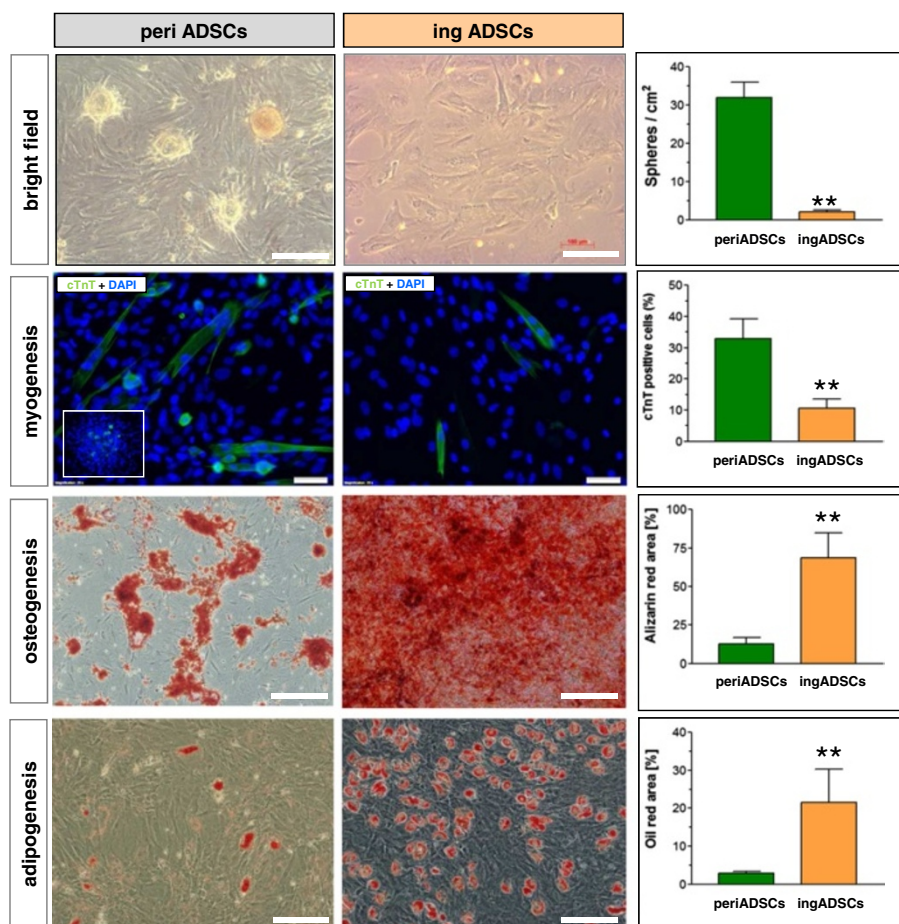 peri ADSCs
ing ADSCs
bright field
Spheres / cm²
40
30
20
10
0
**
periADSCs
ingADSCs
myogenesis
cTnT + DAPI
cTnT + DAPI
cTnT positive cells (%)
50
40
30
20
10
0
**
periADSCs
ingADSCs
osteogenesis
Alizarin red area [%]
100
75
50
25
0
**
periADSCs
ingADSCs
adipogenesis
Oil red area [%]
40
30
20
10
0
**
periADSCs
ingADSCs